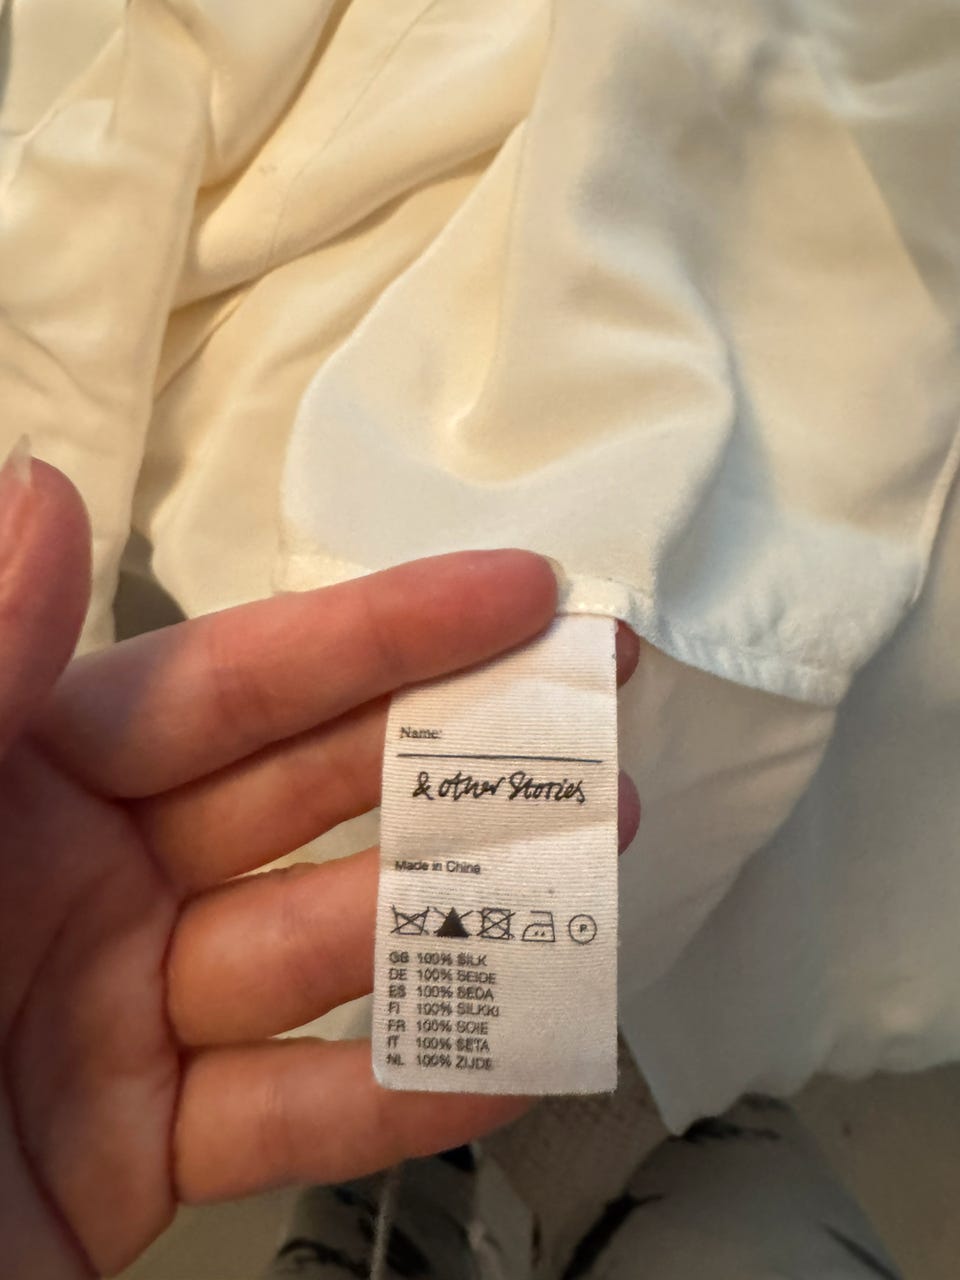 Name:
& other Stories
Made in China
P
GB 100% SILK
DE 100% SEIDE
ES 100% SEDA
FI 100% SILKKI
FR 100% SOIE
IT 100% SETA
NL 100% ZIJDE